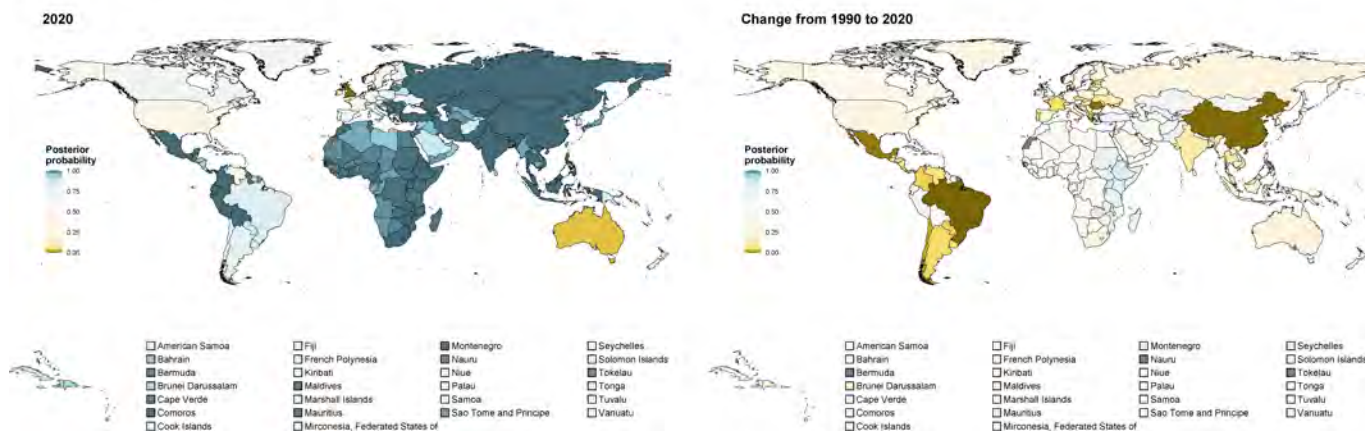 2020
Posterior
probability
1.00
0.75
0.50
0.25
0.00
American Samoa
Bahrain
Bermuda
Brunei Darussalam
Cape Verde
Comoros
Cook Islands
Fiji
French Polynesia
Kiribati
Maldives
Marshall Islands
Mauritius
Mirconesia, Federated States of
Montenegro
Nauru
Niue
Palau
Samoa
Sao Tome and Principe
Seychelles
Solomon Islands
Tokelau
Tonga
Tuvalu
Vanuatu
Change from 1990 to 2020
Posterior
probability
1.00
0.75
0.50
0.25
0.00
American Samoa
Bahrain
Bermuda
Brunei Darussalam
Cape Verde
Comoros
Cook Islands
Fiji
French Polynesia
Kiribati
Maldives
Marshall Islands
Mauritius
Mirconesia, Federated States of
Montenegro
Nauru
Niue
Palau
Samoa
Sao Tome and Principe
Seychelles
Solomon Islands
Tokelau
Tonga
Tuvalu
Vanuatu